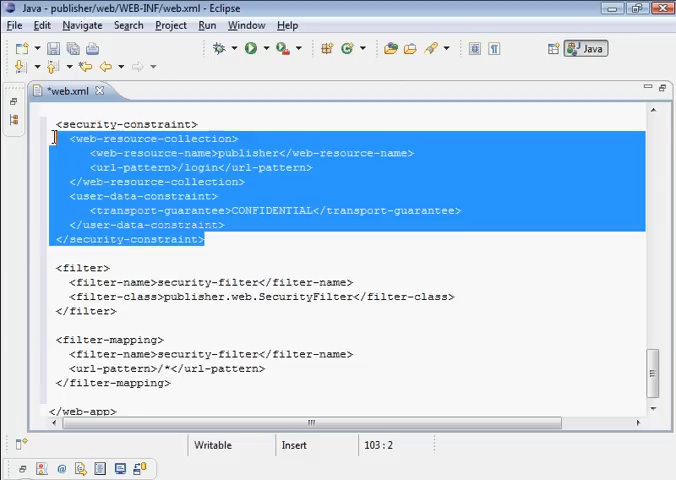 Java - publisher/web/WEB-INF/web.xml - Eclipse
File Edit Navigate Search Project Run Window Help
Java
*web.xml
<security-constraint>
<web-resource-collection>
<web-resource-name>publisher</web-resource-name>
<url-pattern>/login</url-pattern>
</web-resource-collection>
<user-data-constraint>
<transport-guarantee>CONFIDENTIAL</transport-guarantee>
</user-data-constraint>
</security-constraint>
<filter>
<filter-name>security-filter</filter-name>
<filter-class>publisher.web.SecurityFilter</filter-class>
</filter>
<filter-mapping>
<filter-name>security-filter</filter-name>
<url-pattern>/*</url-pattern>
</filter-mapping>
</web-app>
Writable Insert 103 : 2